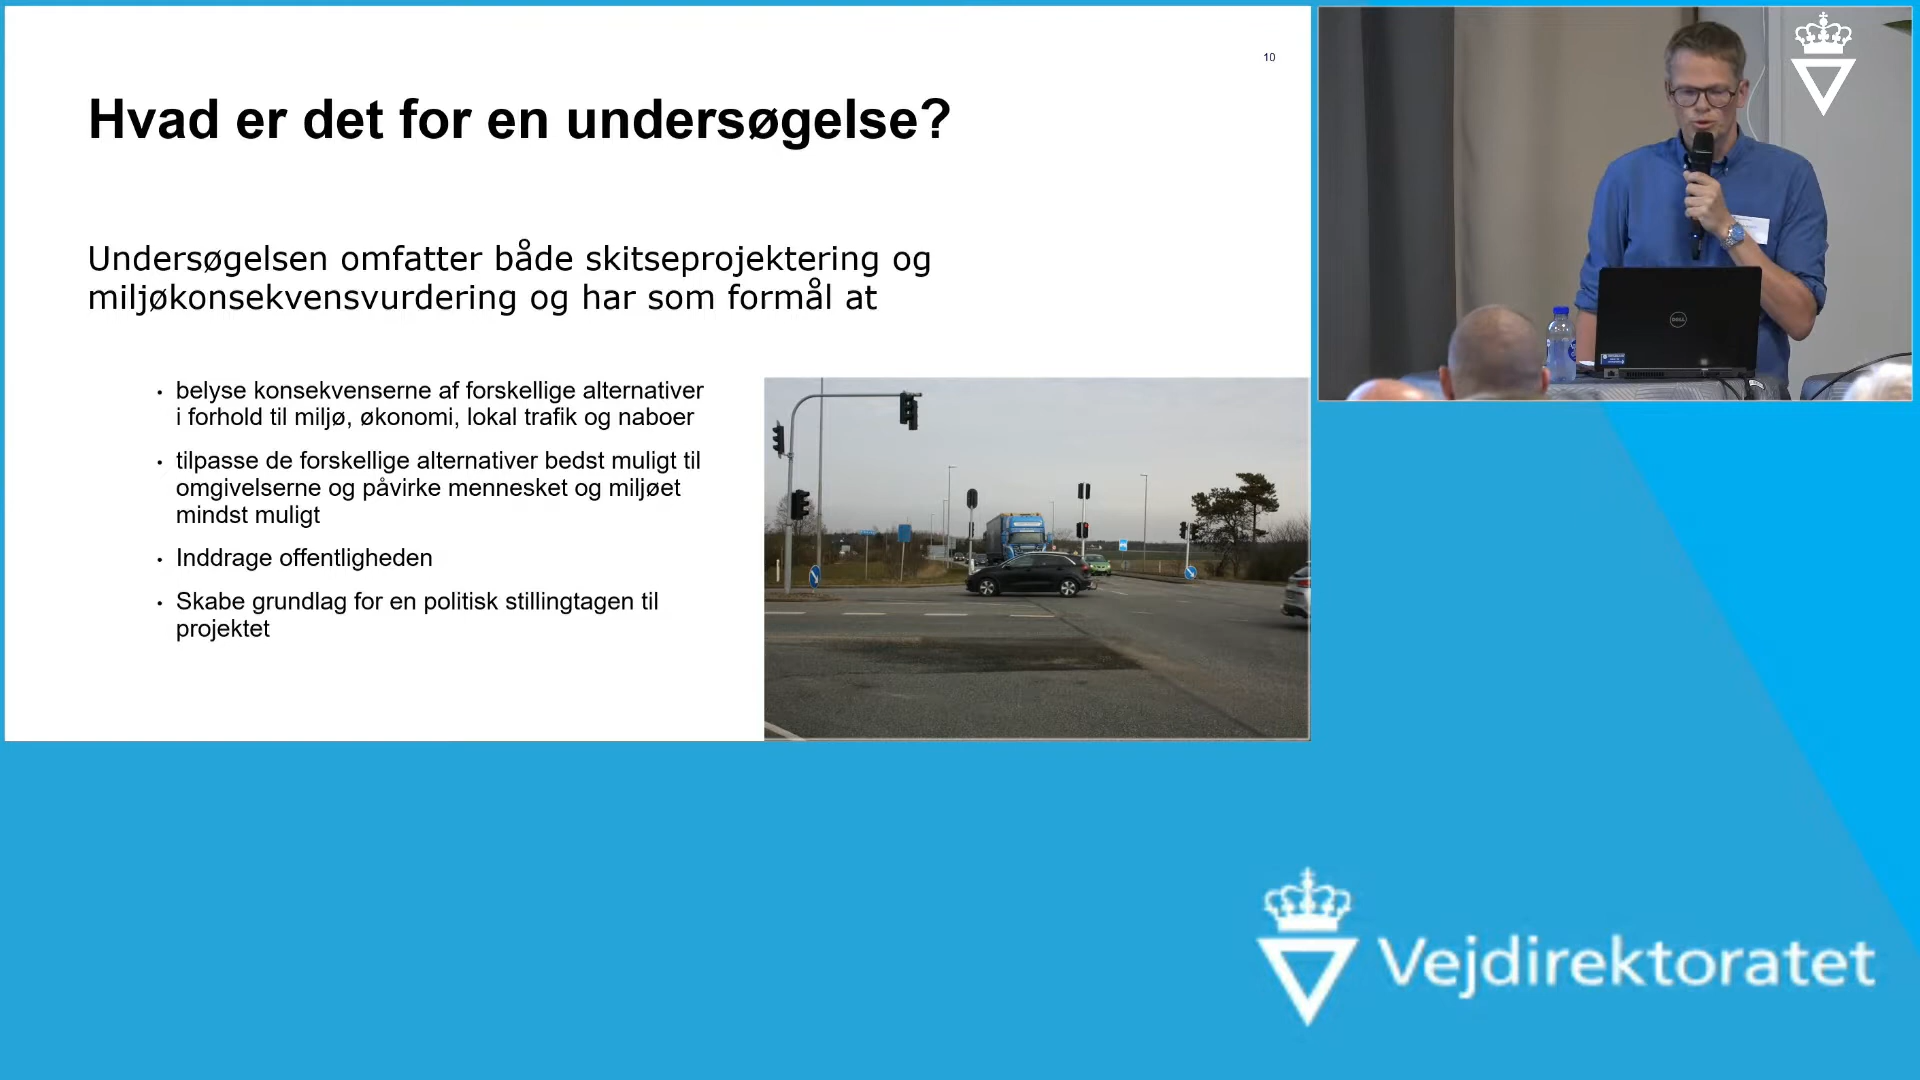 10
Hvad er det for en undersøgelse?
Undersøgelsen omfatter både skitseprojektering og
miljøkonsekvensvurdering og har som formål at
• belyse konsekvenserne af forskellige alternativer
i forhold til miljø, økonomi, lokal trafik og naboer
• tilpasse de forskellige alternativer bedst muligt til
omgivelserne og påvirke mennesket og miljøet
mindst muligt
• Inddrage offentligheden
• Skabe grundlag for en politisk stillingtagen til
projektet
DELL
Vejdirektoratet